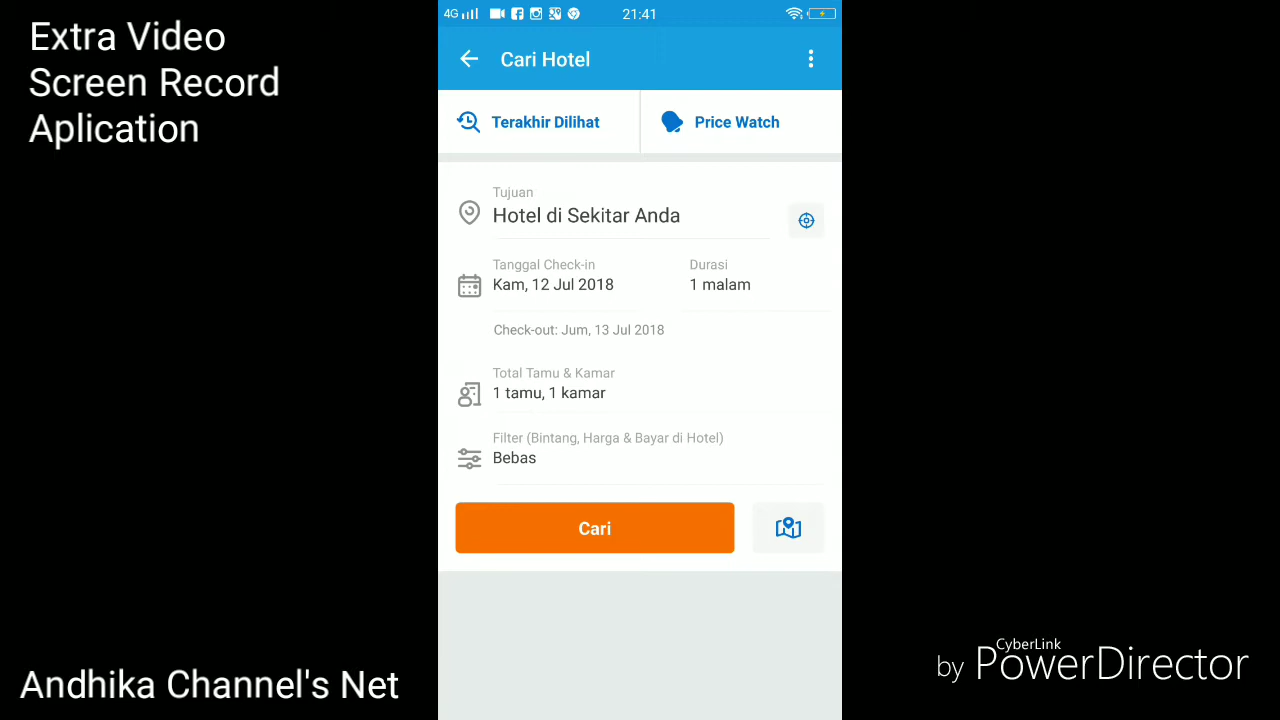 Extra Video
Screen Record
Aplication
4G 21:41
Cari Hotel
Terakhir Dilihat Price Watch
Tujuan
Hotel di Sekitar Anda
Tanggal Check-in Durasi
Kam, 12 Jul 2018 1 malam
Check-out: Jum, 13 Jul 2018
Total Tamu & Kamar
1 tamu, 1 kamar
Filter (Bintang, Harga & Bayar di Hotel)
Bebas
Cari
Andhika Channel's Net
CyberLink
by PowerDirector